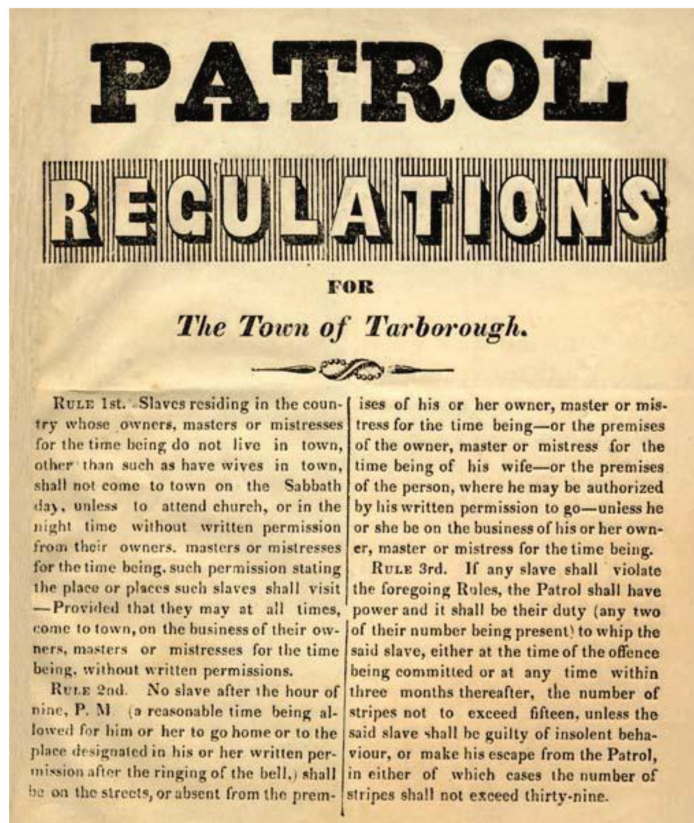 PATROL
REGULATIONS
FOR
The Town of Tarborough.
RULE 1st. Slaves residing in the coun-
try whose owners, masters or mistresses
for the time being do not live in town,
other than such as have wives in town,
shall not come to town on the Sabbath
day, unless to attend church, or in the
night time without written permission
from their owners. masters or mistresses
for the time being, such permission stating
the place or places such slaves shall visit
—Provided that they may at all times,
come to town, on the business of their ow-
ners, masters or mistresses for the time
being, without written permissions.
RULE 2nd. No slave after the hour of
nine, P. M (a reasonable time being al-
lowed for him or her to go home or to the
place designated in his or her written per-
mission after the ringing of the bell,) shall
be on the streets, or absent from the prem-
ises of his or her owner, master or mis-
tress for the time being—or the premises
of the owner, master or mistress for the
time being of his wife—or the premises
of the person, where he may be authorized
by his written permission to go—unless he
or she be on the business of his or her own-
er, master or mistress for the time being.
RULE 3rd. If any slave shall violate
the foregoing Rules, the Patrol shall have
power and it shall be their duty (any two
of their number being present) to whip the
said slave, either at the time of the offence
being committed or at any time within
three months thereafter, the number of
stripes not to exceed fifteen, unless the
said slave shall be guilty of insolent beha-
viour, or make his escape from the Patrol,
in either of which cases the number of
stripes shall not exceed thirty-nine.